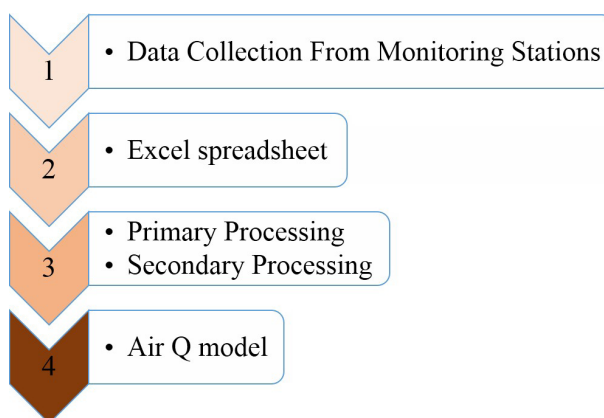 1
• Data Collection From Monitoring Stations
2
• Excel spreadsheet
3
• Primary Processing
• Secondary Processing
4
• Air Q model